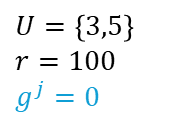 U = {3,5}
r = 100
g^j = 0